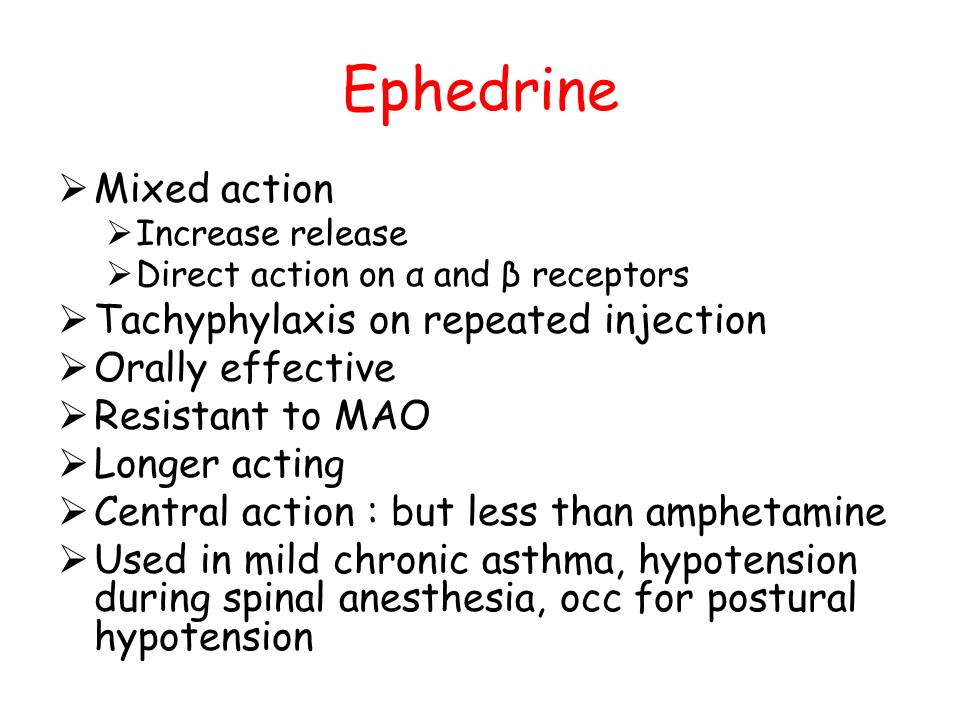 Ephedrine
➢Mixed action
➢Increase release
➢Direct action on α and β receptors
➢Tachyphylaxis on repeated injection
➢Orally effective
➢Resistant to MAO
➢Longer acting
➢Central action : but less than amphetamine
➢Used in mild chronic asthma, hypotension
during spinal anesthesia, occ for postural
hypotension